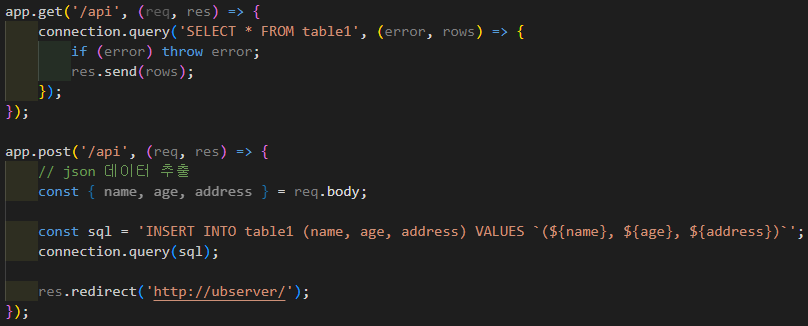 app.get('/api', (req, res) => {
    connection.query('SELECT * FROM table1', (error, rows) => {
        if (error) throw error;
        res.send(rows);
    });
});

app.post('/api', (req, res) => {
    // json 데이터 추출
    const { name, age, address } = req.body;

    const sql = 'INSERT INTO table1 (name, age, address) VALUES `(${name}, ${age}, ${address})`';
    connection.query(sql);

    res.redirect('http://ubserver/');
});